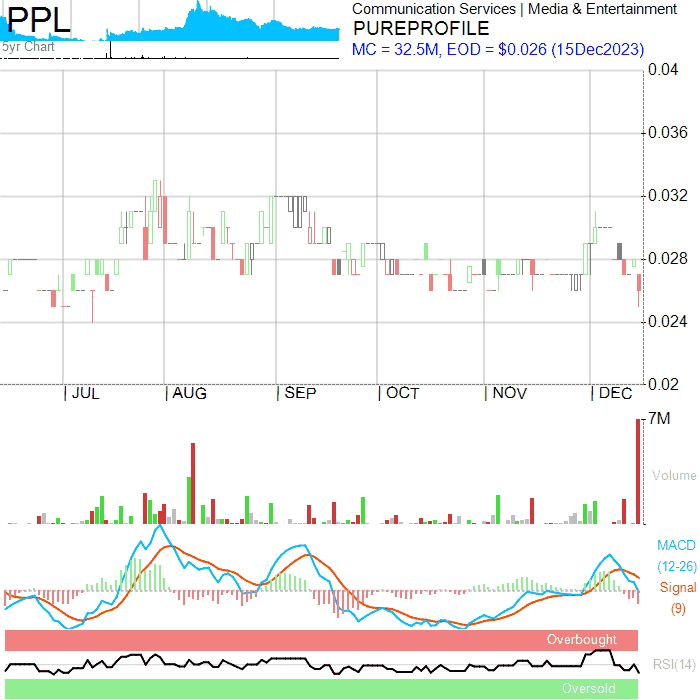 PPL
5yr Chart
Communication Services | Media & Entertainment
PUREPROFILE
MC = 32.5M, EOD = $0.026 (15Dec2023)
0.04
0.036
0.032
0.028
0.024
0.02
JUL
AUG
SEP
OCT
NOV
DEC
7M
Volume
MACD
(12-26)
Signal
(9)
Overbought
RSI(14)
Oversold